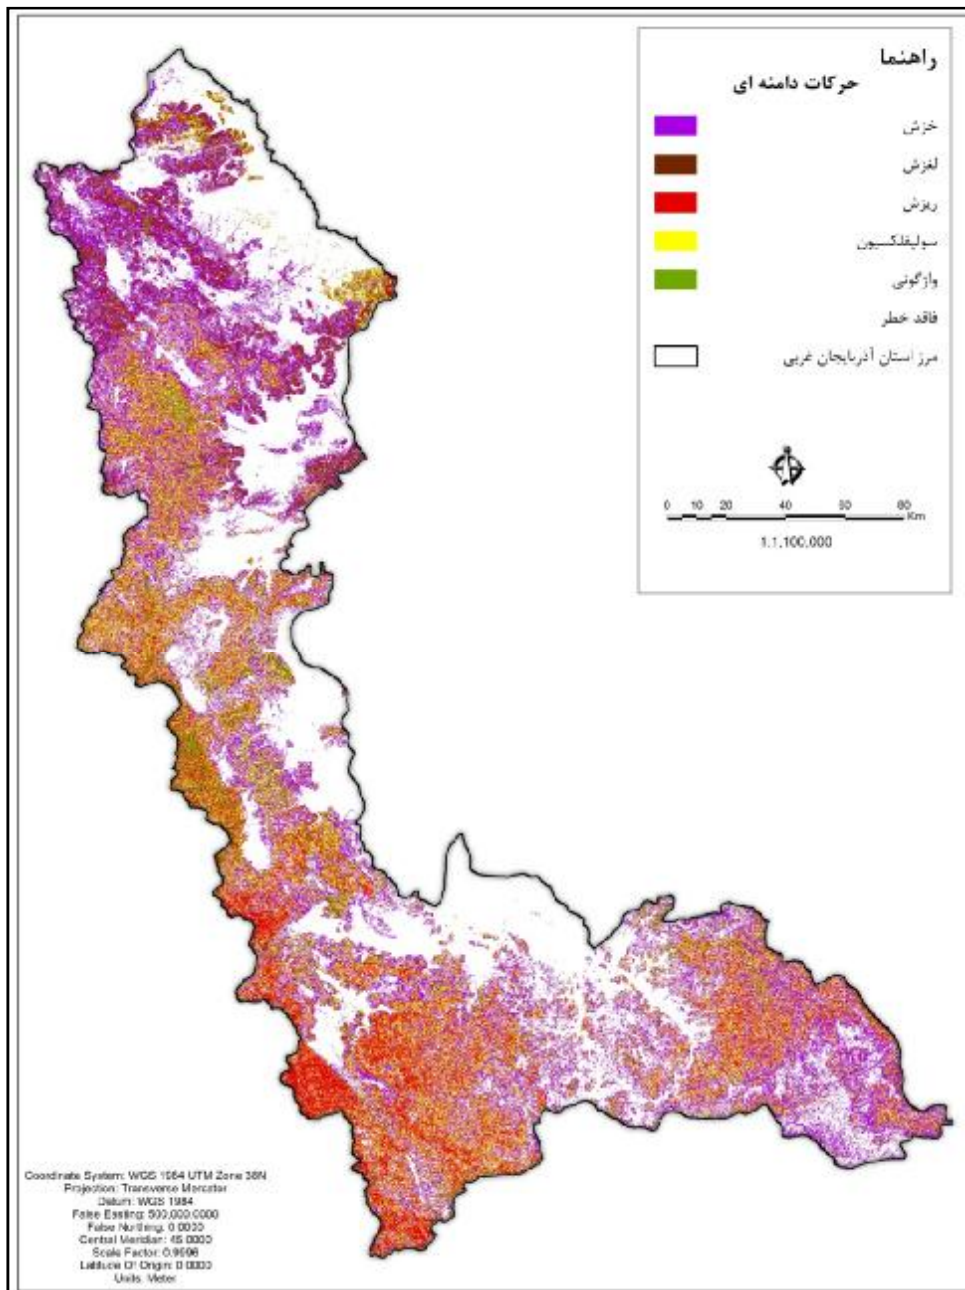 راهنما
حرکات دامنه ای
خزش
لغزش
ریزش
سولیفلکسیون
واژگونی
فاقد خطر
مرز استان آذربایجان غربی
0 10 20 40 60 80
Km
1:1,100,000
Coordinate System: WGS 1984 UTM Zone 38N
Projection: Transverse Mercator
Datum: WGS 1984
False Easting: 500,000.0000
False Northing: 0.0000
Central Meridian: 45.0000
Scale Factor: 0.9996
Latitude Of Origin: 0.0000
Units: Meter